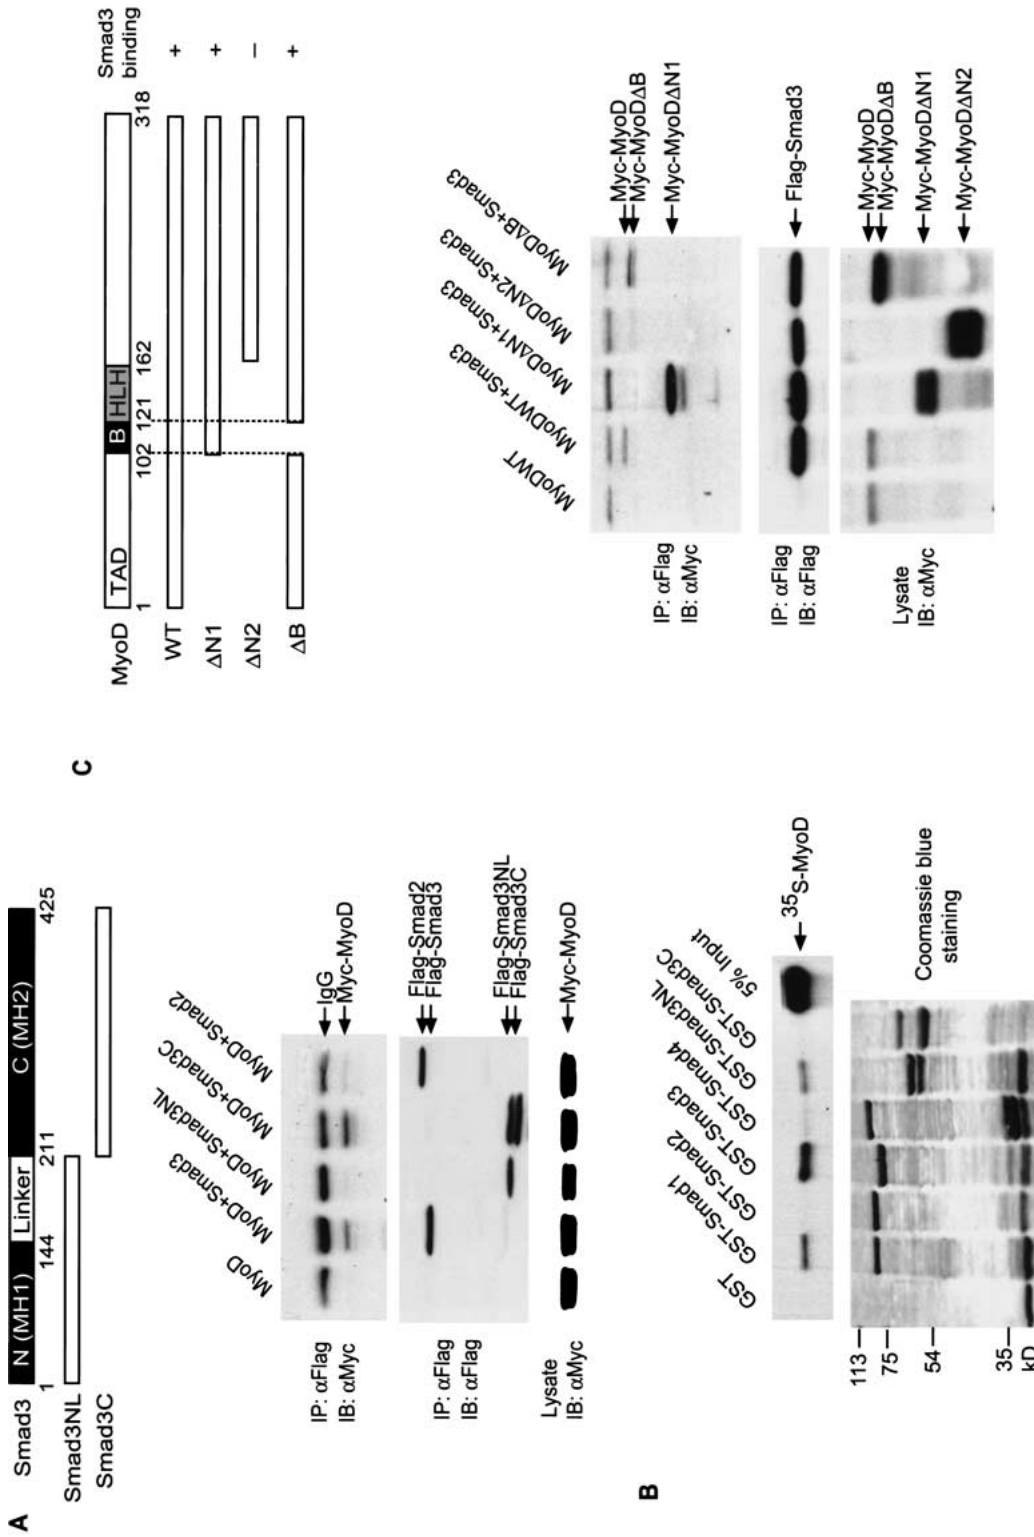 A
Smad3 N (MH1) Linker C (MH2)
1 144 211 425
Smad3NL
Smad3C
MyoD
MyoD+Smad3
MyoD+Smad3NL
MyoD+Smad3C
MyoD+Smad2
IP: αFlag
IB: αMyc
IgG
Myc-MyoD
IP: αFlag
IB: αFlag
Flag-Smad2
Flag-Smad3
Flag-Smad3NL
Flag-Smad3C
Lysate
IB: αMyc
Myc-MyoD
B
GST
GST-Smad1
GST-Smad2
GST-Smad3
GST-Smad4
GST-Smad3NL
GST-Smad3C
5% Input
35S-MyoD
113
75
54
35
kD
Coomassie blue
staining
C
Smad3
binding
MyoD TAD B HLH
1 102 121 162 318
WT +
ΔN1 +
ΔN2 –
ΔB +
MyoDWT
MyoDWT+Smad3
MyoDΔN1+Smad3
MyoDΔN2+Smad3
MyoDΔB+Smad3
IP: αFlag
IB: αMyc
Myc-MyoD
Myc-MyoDΔB
Myc-MyoDΔN1
IP: αFlag
IB: αFlag
Flag-Smad3
Lysate
IB: αMyc
Myc-MyoD
Myc-MyoDΔB
Myc-MyoDΔN1
Myc-MyoDΔN2